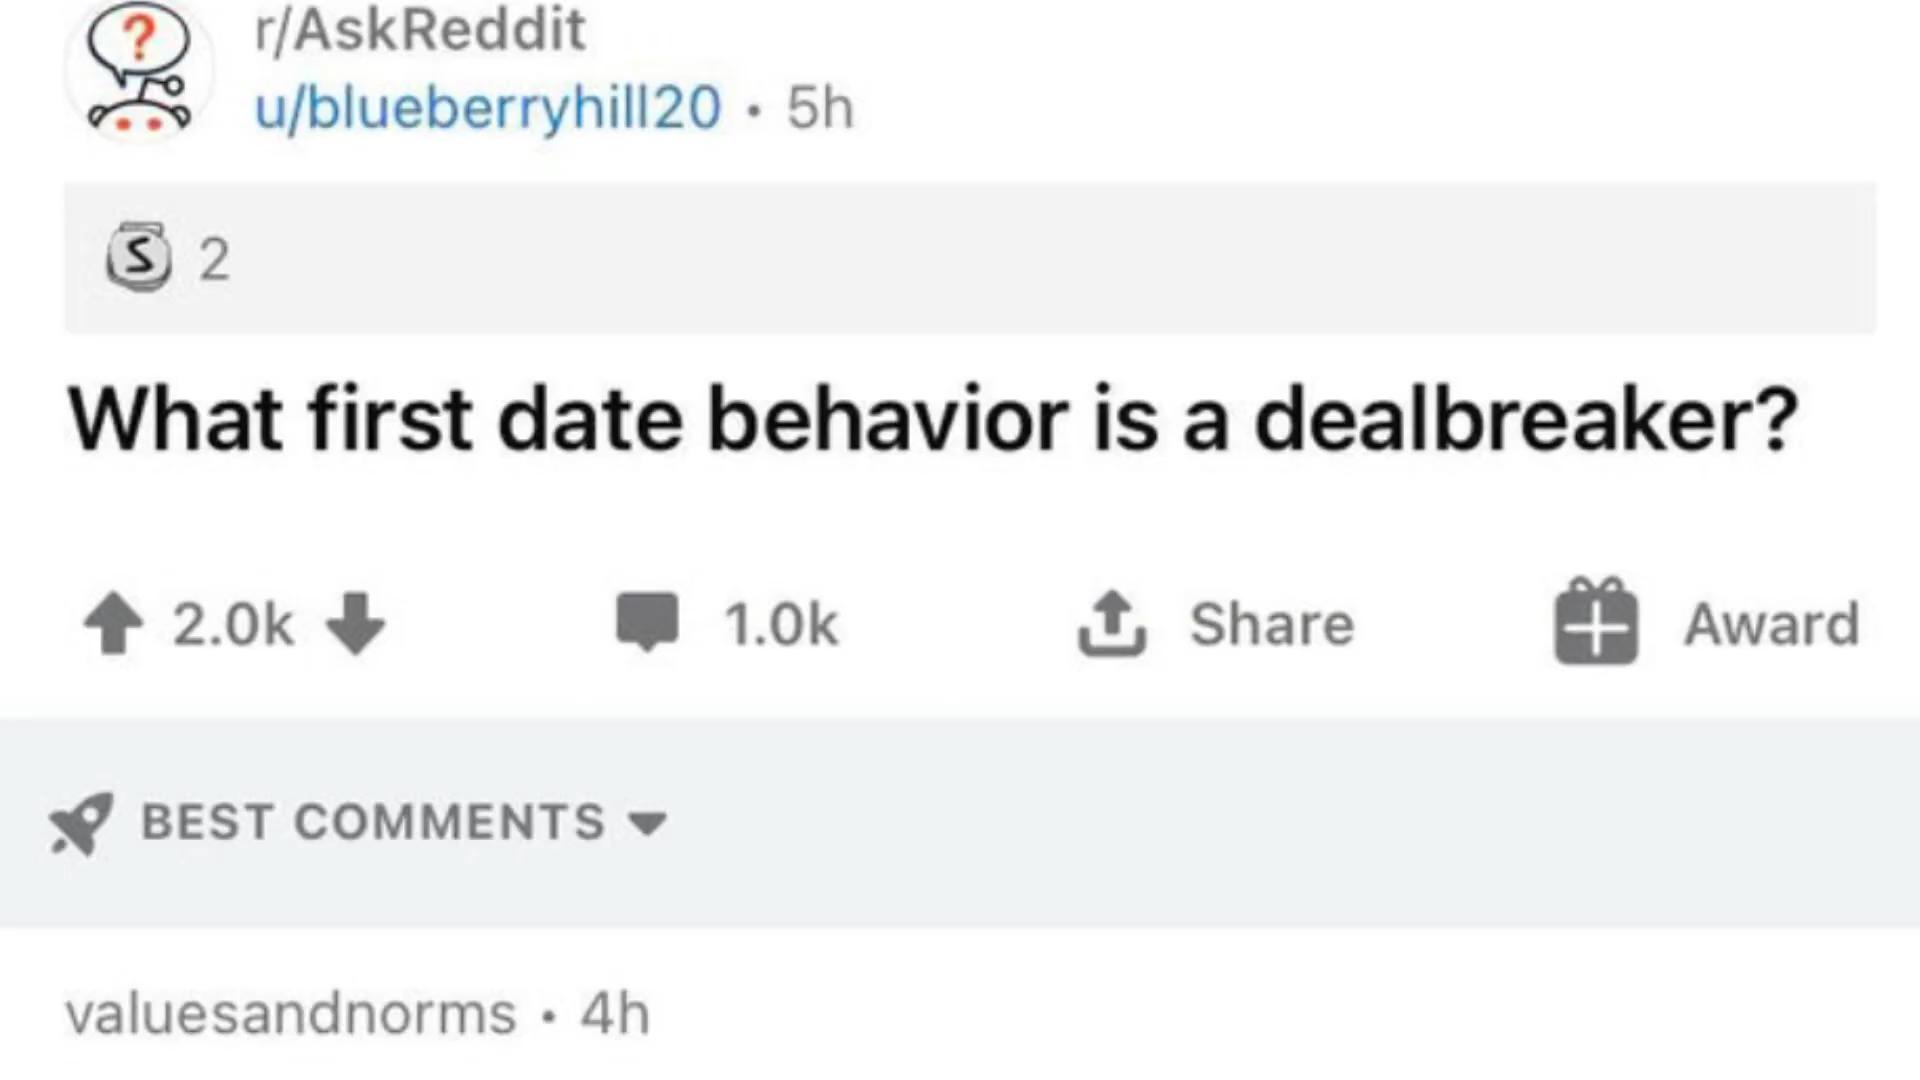 r/AskReddit
u/blueberryhill20 • 5h
S 2
What first date behavior is a dealbreaker?
2.0k 1.0k Share Award
BEST COMMENTS
valuesandnorms • 4h